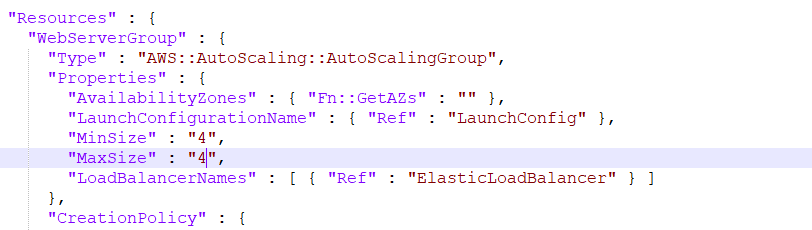 "Resources" : {
"WebServerGroup" : {
"Type" : "AWS::AutoScaling::AutoScalingGroup",
"Properties" : {
"AvailabilityZones" : { "Fn::GetAZs" : "" },
"LaunchConfigurationName" : { "Ref" : "LaunchConfig" },
"MinSize" : "4",
"MaxSize" : "4",
"LoadBalancerNames" : [ { "Ref" : "ElasticLoadBalancer" } ]
},
"CreationPolicy" : {